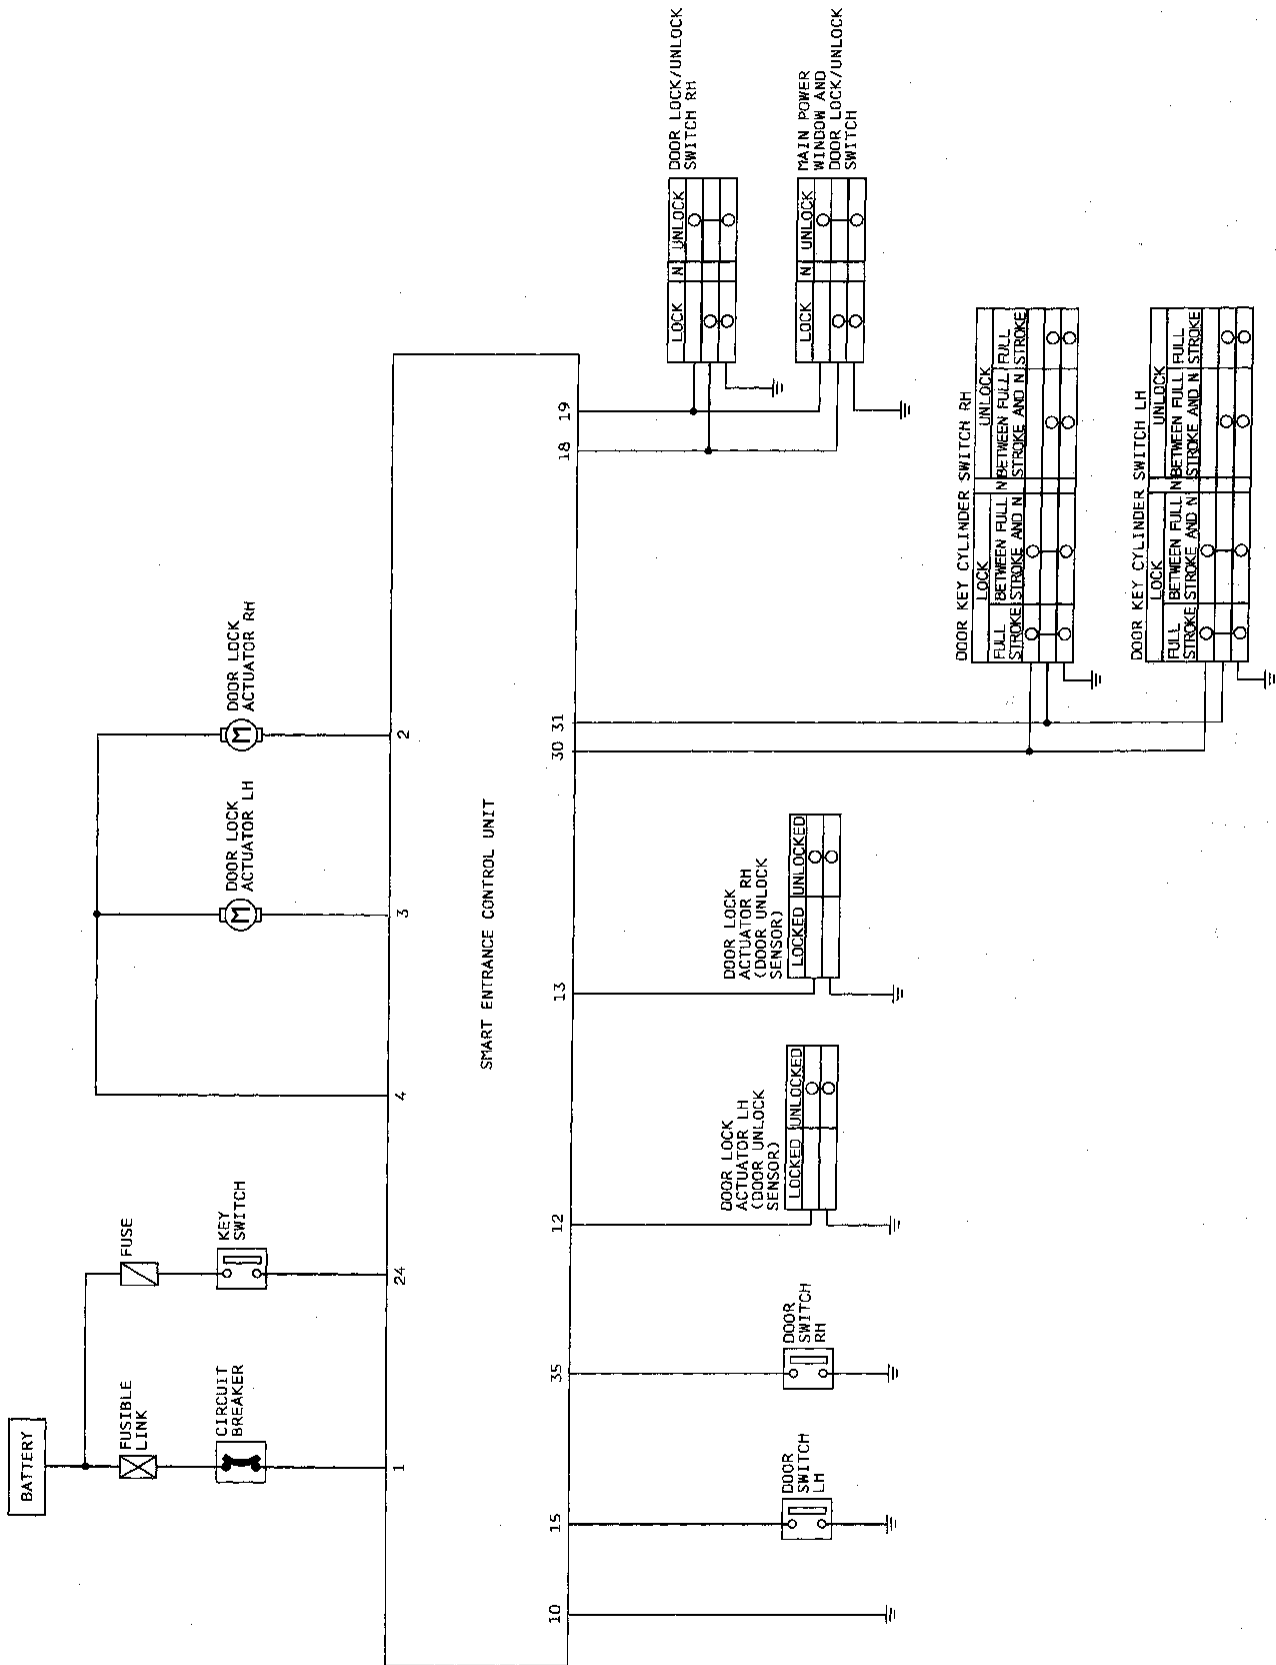 BATTERY
FUSIBLE
LINK
CIRCUIT
BREAKER
1
FUSE
KEY
SWITCH
24
4
DOOR LOCK
ACTUATOR LH
3
DOOR LOCK
ACTUATOR RH
2
SMART ENTRANCE CONTROL UNIT
10
15
DOOR
SWITCH
LH
35
DOOR
SWITCH
RH
12
DOOR LOCK
ACTUATOR LH
(DOOR UNLOCK
SENSOR)
LOCKED UNLOCKED
13
DOOR LOCK
ACTUATOR RH
(DOOR UNLOCK
SENSOR)
LOCKED UNLOCKED
30 31
DOOR KEY CYLINDER SWITCH RH
LOCK UNLOCK
FULL BETWEEN FULL N BETWEEN FULL FULL
STROKE STROKE AND N STROKE AND N STROKE
DOOR KEY CYLINDER SWITCH LH
LOCK UNLOCK
FULL BETWEEN FULL N BETWEEN FULL FULL
STROKE STROKE AND N STROKE AND N STROKE
18 19
DOOR LOCK/UNLOCK
SWITCH RH
LOCK N UNLOCK
MAIN POWER
WINDOW AND
DOOR LOCK/UNLOCK
SWITCH
LOCK N UNLOCK